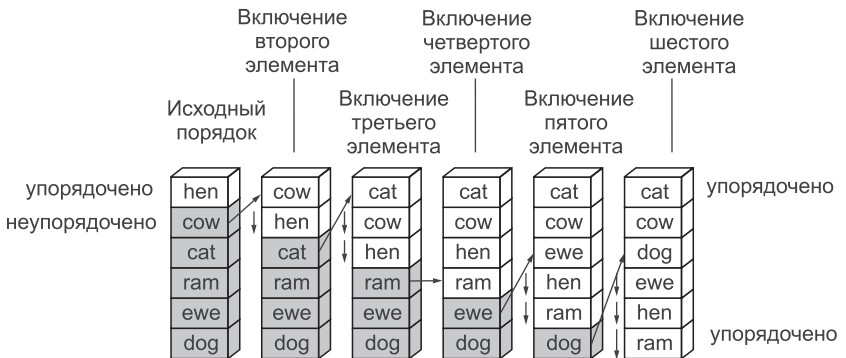 Включение
второго
элемента
Включение
четвертого
элемента
Включение
шестого
элемента
Исходный
порядок
Включение
третьего
элемента
Включение
пятого
элемента
упорядочено
неупорядочено
hen
cow
cat
ram
ewe
dog
cow
hen
cat
ram
ewe
dog
cat
cow
hen
ram
ewe
dog
cat
cow
hen
ram
ewe
dog
cat
cow
ewe
hen
ram
dog
cat
cow
dog
ewe
hen
ram
упорядочено
упорядочено